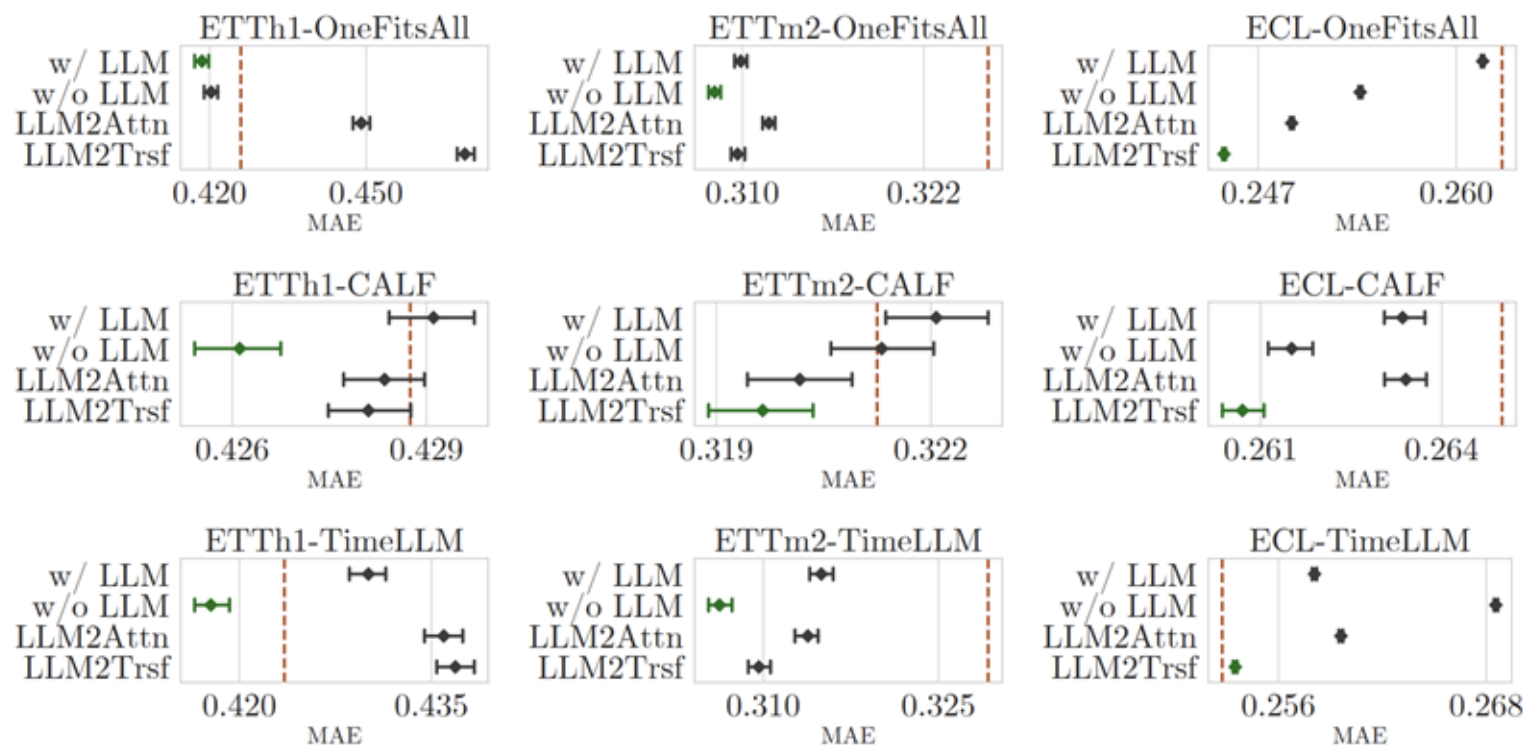 ETTh1-OneFitsAll
w/ LLM
w/o LLM
LLM2Attn
LLM2Trsf
0.420 0.450
MAE
ETTm2-OneFitsAll
w/ LLM
w/o LLM
LLM2Attn
LLM2Trsf
0.310 0.322
MAE
ECL-OneFitsAll
w/ LLM
w/o LLM
LLM2Attn
LLM2Trsf
0.247 0.260
MAE
ETTh1-CALF
w/ LLM
w/o LLM
LLM2Attn
LLM2Trsf
0.426 0.429
MAE
ETTm2-CALF
w/ LLM
w/o LLM
LLM2Attn
LLM2Trsf
0.319 0.322
MAE
ECL-CALF
w/ LLM
w/o LLM
LLM2Attn
LLM2Trsf
0.261 0.264
MAE
ETTh1-TimeLLM
w/ LLM
w/o LLM
LLM2Attn
LLM2Trsf
0.420 0.435
MAE
ETTm2-TimeLLM
w/ LLM
w/o LLM
LLM2Attn
LLM2Trsf
0.310 0.325
MAE
ECL-TimeLLM
w/ LLM
w/o LLM
LLM2Attn
LLM2Trsf
0.256 0.268
MAE